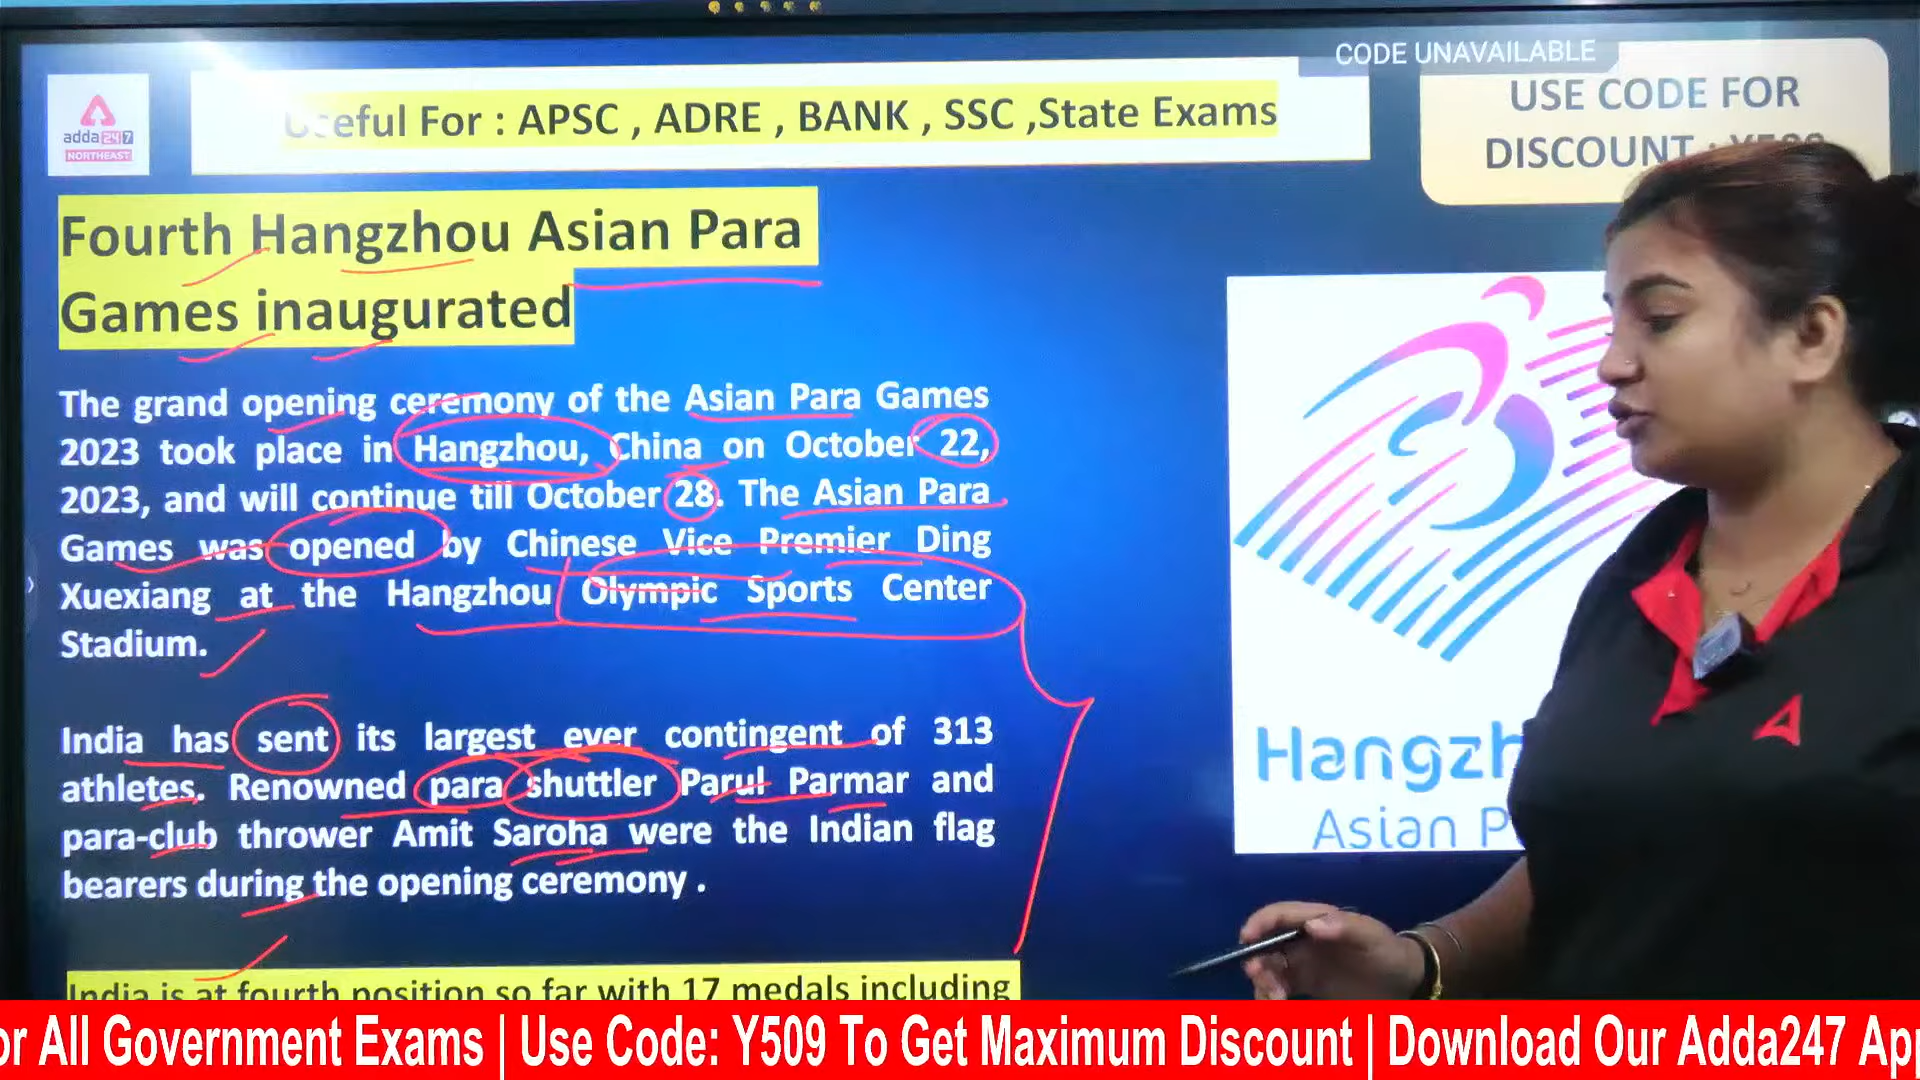 CODE UNAVAILABLE
USE CODE FOR
DISCOUNT : Y509
adda247
NORTHEAST
Useful For : APSC , ADRE , BANK , SSC ,State Exams
Fourth Hangzhou Asian Para
Games inaugurated
The grand opening ceremony of the Asian Para Games
2023 took place in Hangzhou, China on October 22,
2023, and will continue till October 28. The Asian Para
Games was opened by Chinese Vice Premier Ding
Xuexiang at the Hangzhou Olympic Sports Center
Stadium.
India has sent its largest ever contingent of 313
athletes. Renowned para shuttler Parul Parmar and
para-club thrower Amit Saroha were the Indian flag
bearers during the opening ceremony .
India is at fourth position so far with 17 medals including
Hangzh
Asian P
or All Government Exams | Use Code: Y509 To Get Maximum Discount | Download Our Adda247 App